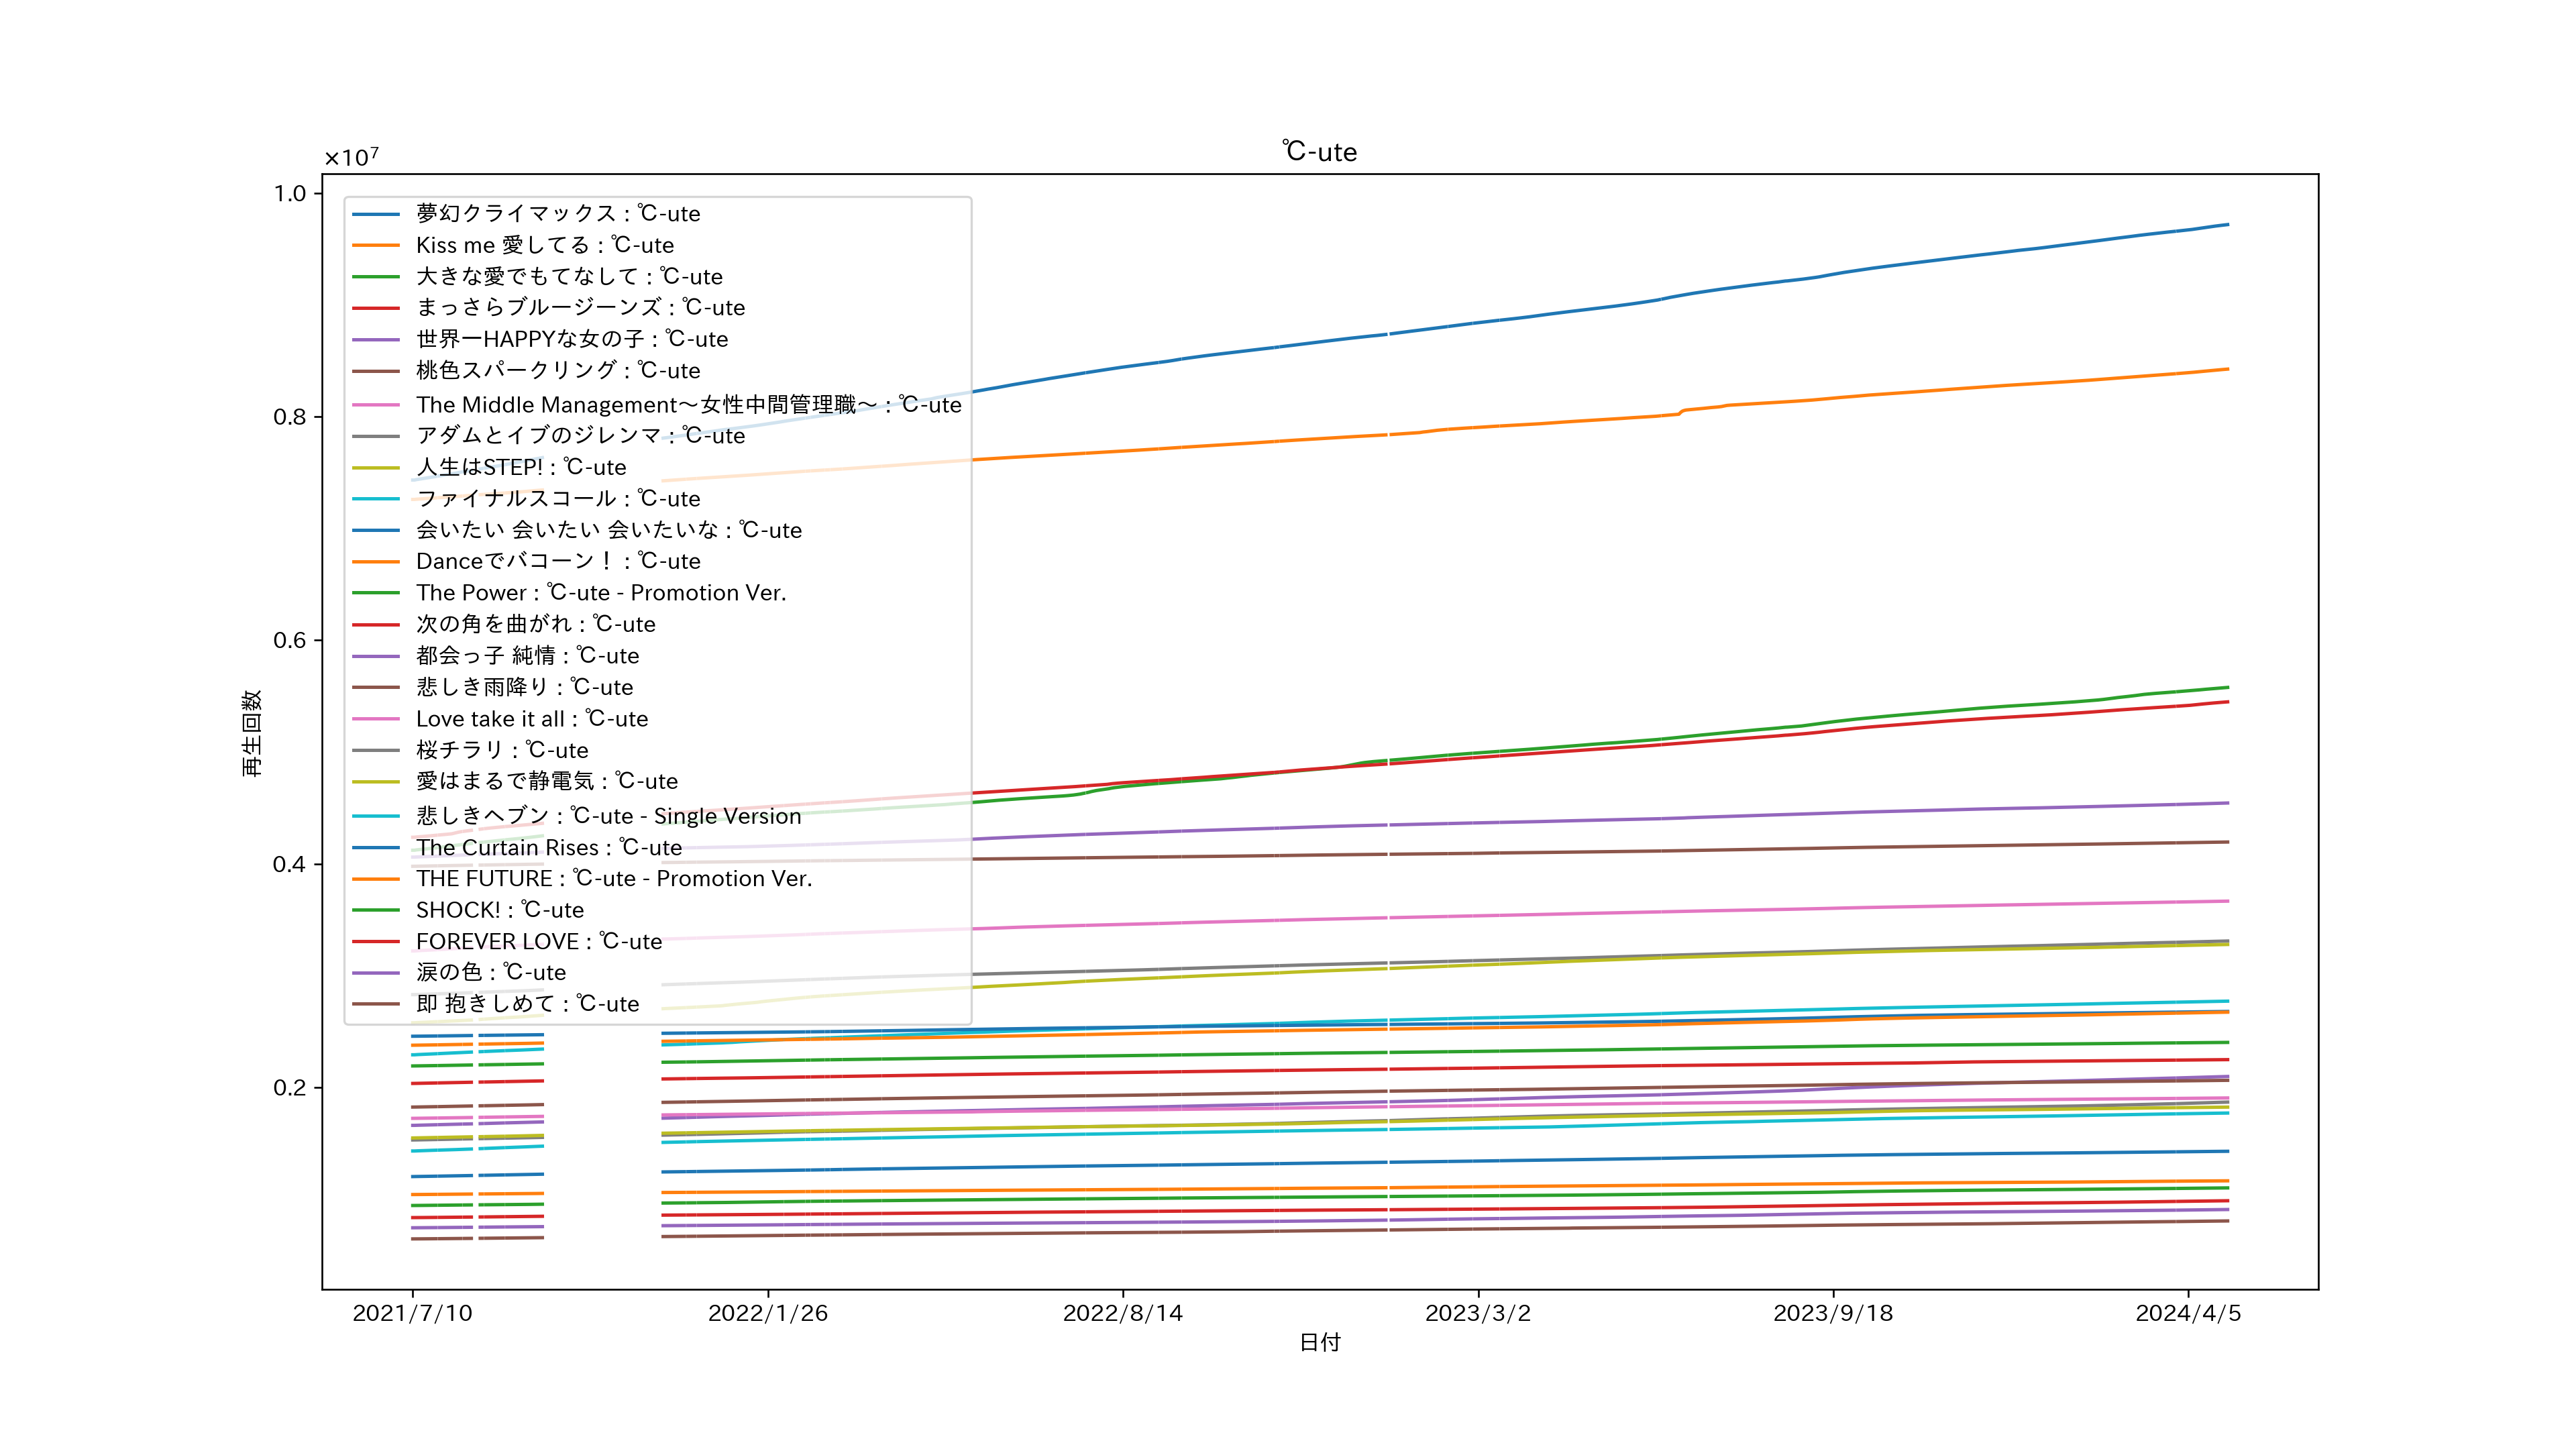 ℃-ute
×10⁷
1.0
0.8
0.6
0.4
0.2
再生回数
夢幻クライマックス : ℃-ute
Kiss me 愛してる : ℃-ute
大きな愛でもてなして : ℃-ute
まっさらブルージーンズ : ℃-ute
世界一HAPPYな女の子 : ℃-ute
桃色スパークリング : ℃-ute
The Middle Management～女性中間管理職～ : ℃-ute
アダムとイブのジレンマ : ℃-ute
人生はSTEP! : ℃-ute
ファイナルスコール : ℃-ute
会いたい 会いたい 会いたいな : ℃-ute
Danceでバコーン！ : ℃-ute
The Power : ℃-ute - Promotion Ver.
次の角を曲がれ : ℃-ute
都会っ子 純情 : ℃-ute
悲しき雨降り : ℃-ute
Love take it all : ℃-ute
桜チラリ : ℃-ute
愛はまるで静電気 : ℃-ute
悲しきヘブン : ℃-ute - Single Version
The Curtain Rises : ℃-ute
THE FUTURE : ℃-ute - Promotion Ver.
SHOCK! : ℃-ute
FOREVER LOVE : ℃-ute
涙の色 : ℃-ute
即 抱きしめて : ℃-ute
2021/7/10 2022/1/26 2022/8/14 2023/3/2 2023/9/18 2024/4/5
日付